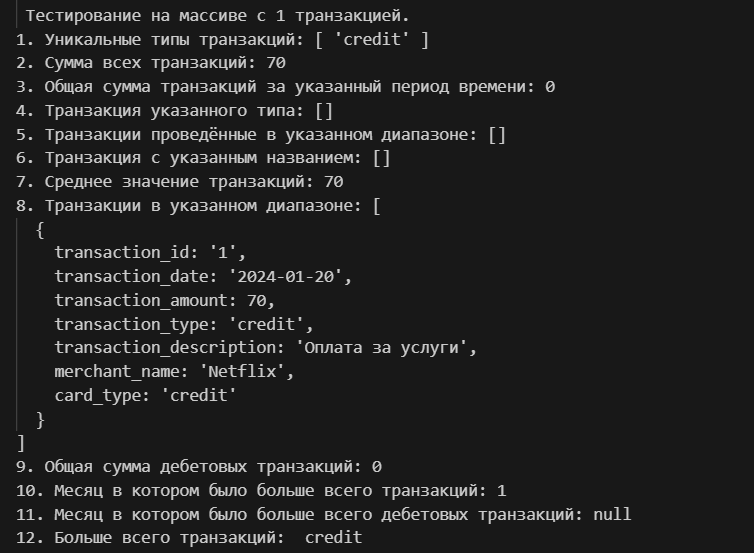 Тестирование на массиве с 1 транзакцией.
1. Уникальные типы транзакций: [ 'credit' ]
2. Сумма всех транзакций: 70
3. Общая сумма транзакций за указанный период времени: 0
4. Транзакция указанного типа: []
5. Транзакции проведённые в указанном диапазоне: []
6. Транзакция с указанным названием: []
7. Среднее значение транзакций: 70
8. Транзакции в указанном диапазоне: [
{
transaction_id: '1',
transaction_date: '2024-01-20',
transaction_amount: 70,
transaction_type: 'credit',
transaction_description: 'Оплата за услуги',
merchant_name: 'Netflix',
card_type: 'credit'
}
]
9. Общая сумма дебетовых транзакций: 0
10. Месяц в котором было больше всего транзакций: 1
11. Месяц в котором было больше всего дебетовых транзакций: null
12. Больше всего транзакций:  credit